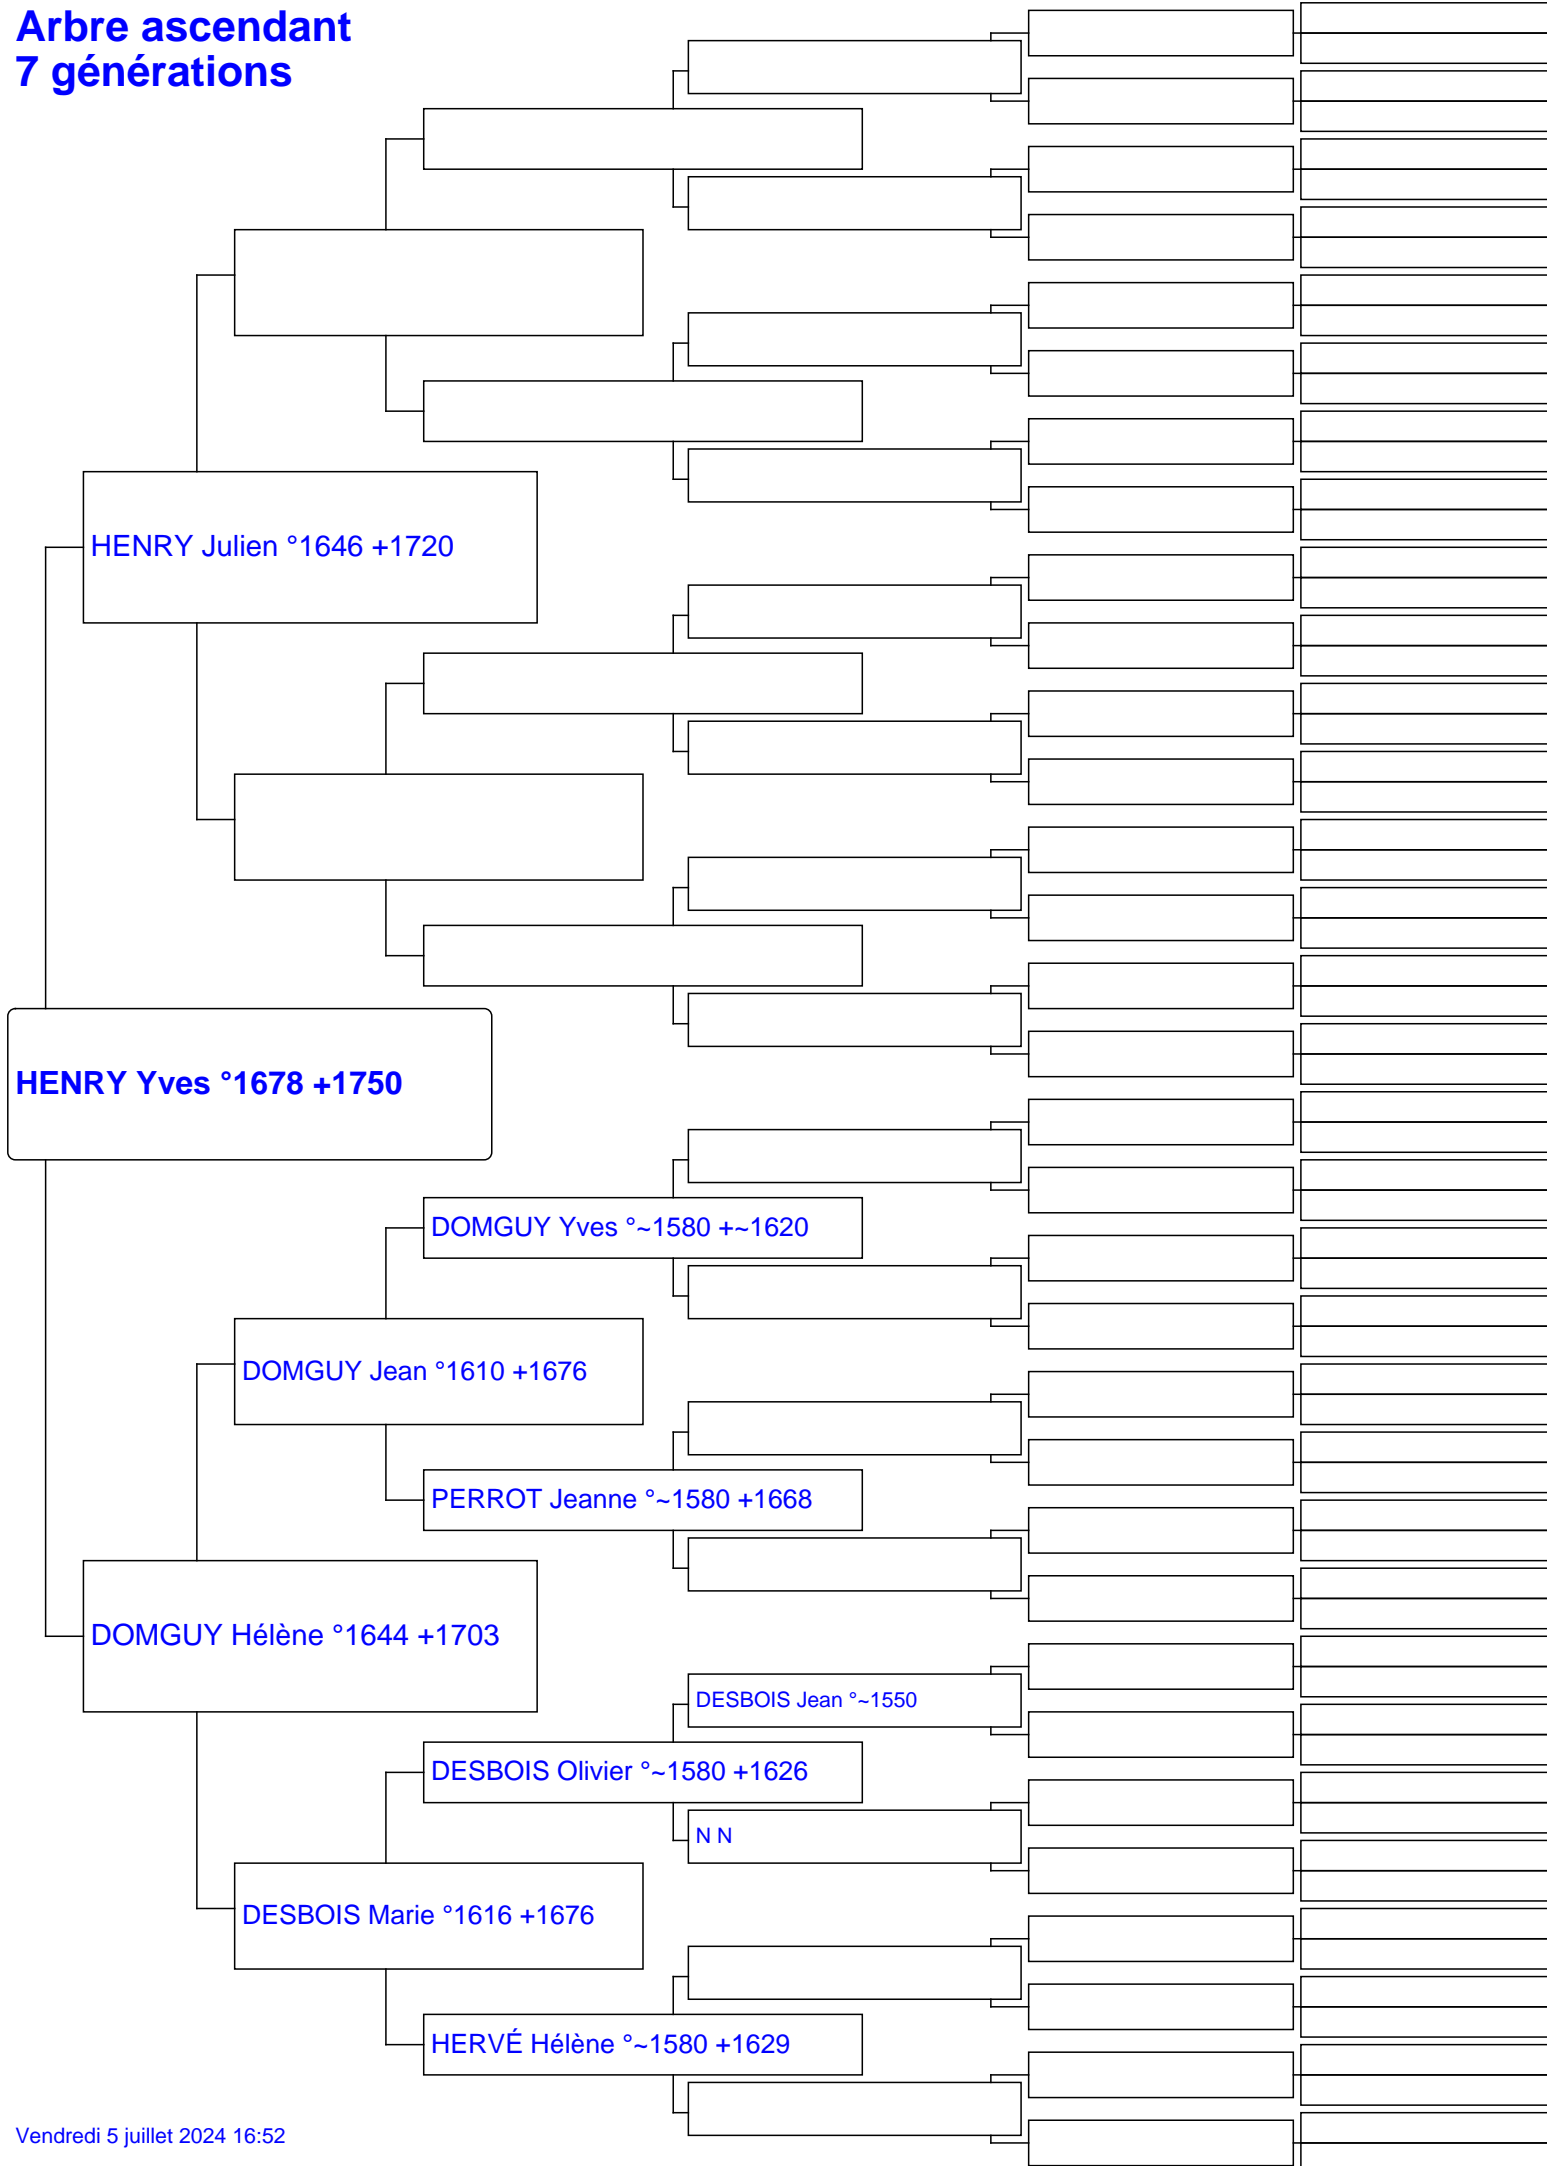 Arbre ascendant
7 générations
HENRY Julien °1646 +1720
HENRY Yves °1678 +1750
DOMGUY Yves °~1580 +~1620
DOMGUY Jean °1610 +1676
PERROT Jeanne °~1580 +1668
DOMGUY Hélène °1644 +1703
DESBOIS Jean °~1550
DESBOIS Olivier °~1580 +1626
N N
DESBOIS Marie °1616 +1676
HERVÉ Hélène °~1580 +1629
Vendredi 5 juillet 2024 16:52